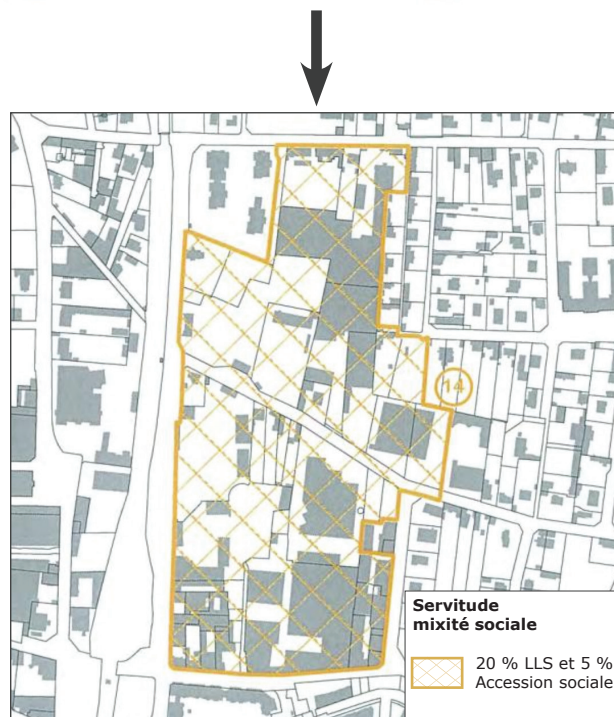 14
Servitude
mixité sociale
20 % LLS et 5 %
Accession sociale